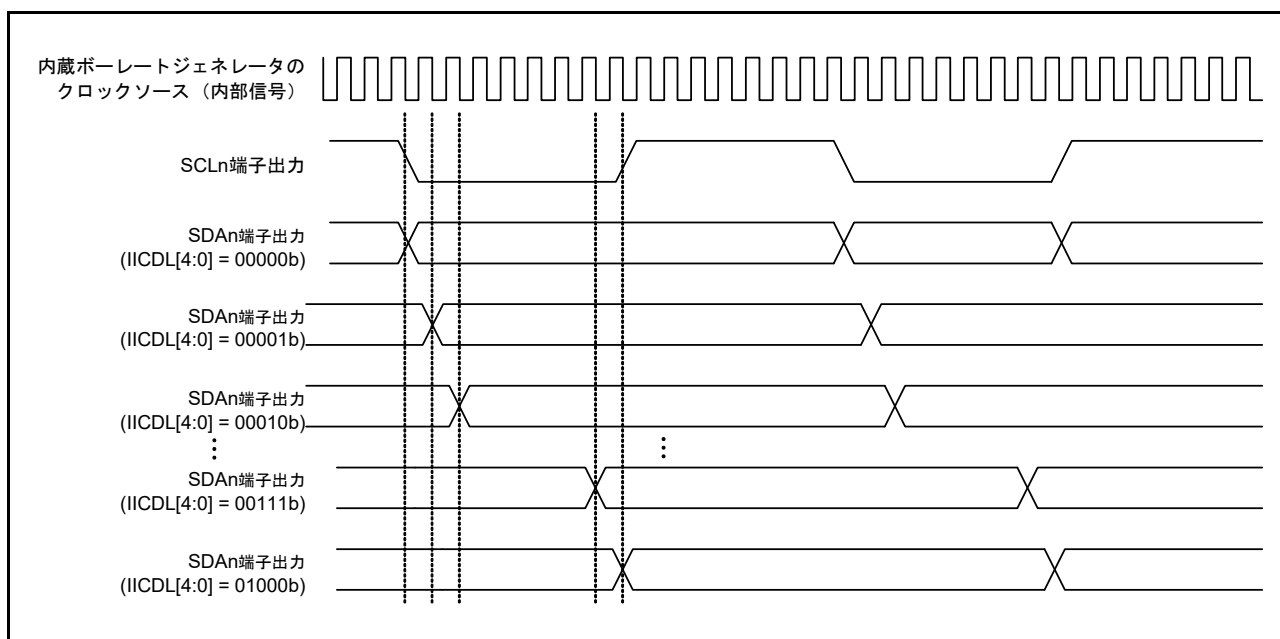 内蔵ボーレートジェネレータの
クロックソース（内部信号）
SCLn端子出力
SDAn端子出力
(IICDL[4:0] = 00000b)
SDAn端子出力
(IICDL[4:0] = 00001b)
SDAn端子出力
(IICDL[4:0] = 00010b)
SDAn端子出力
(IICDL[4:0] = 00111b)
SDAn端子出力
(IICDL[4:0] = 01000b)